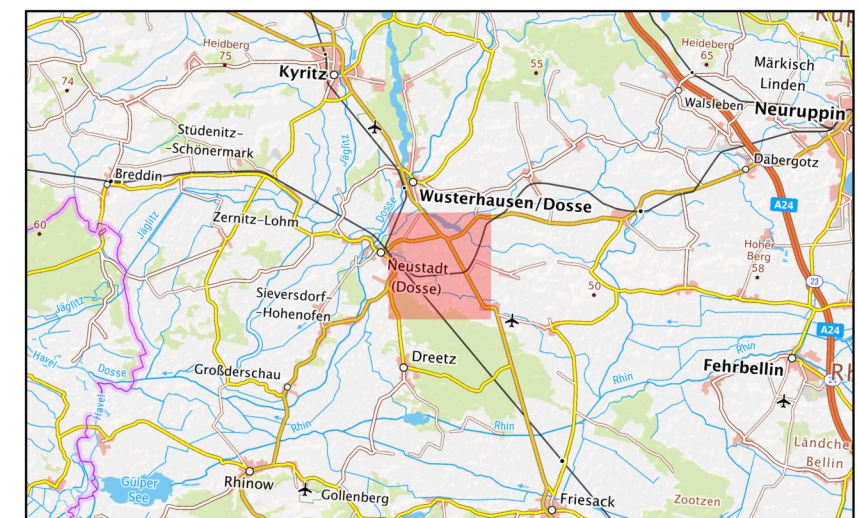 Heidberg
75
Kyritz
74
55
Heideberg
65
Märkisch
Linden
Walsleben
Neuruppin
Stüdenitz-
-Schönermark
Jäglitz
Breddin
Dabergotz
Wusterhausen/Dosse
Dosse
A24
60
Jäglitz
Zernitz-Lohm
Hoher
Berg
58
Neustadt
(Dosse)
23
50
Sieversdorf-
-Hohenofen
Jäglitz
A24
Havel
Dosse
Großderschau
Dreetz
Rhin
Fehrbellin
Rhin
Havel
Rhin
Rhin
Ländche
Bellin
Gülper
See
Rhinow
Gollenberg
Friesack
Zootzen